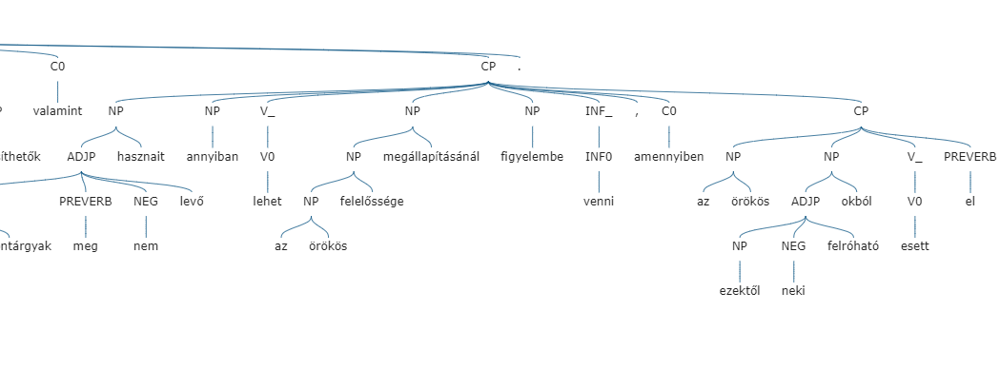 C0 CP .
P valamint NP NP V_ NP NP INF_ , C0 CP
íthetők ADJP hasznait annyiban V0 NP megállapításánál figyelembe INF0 amennyiben NP NP V_ PREVERB
PREVERB NEG levő lehet NP felelőssége venni az örökös ADJP okból V0 el
ntárgyak meg nem az örökös NP NEG felróható esett
ezektől neki